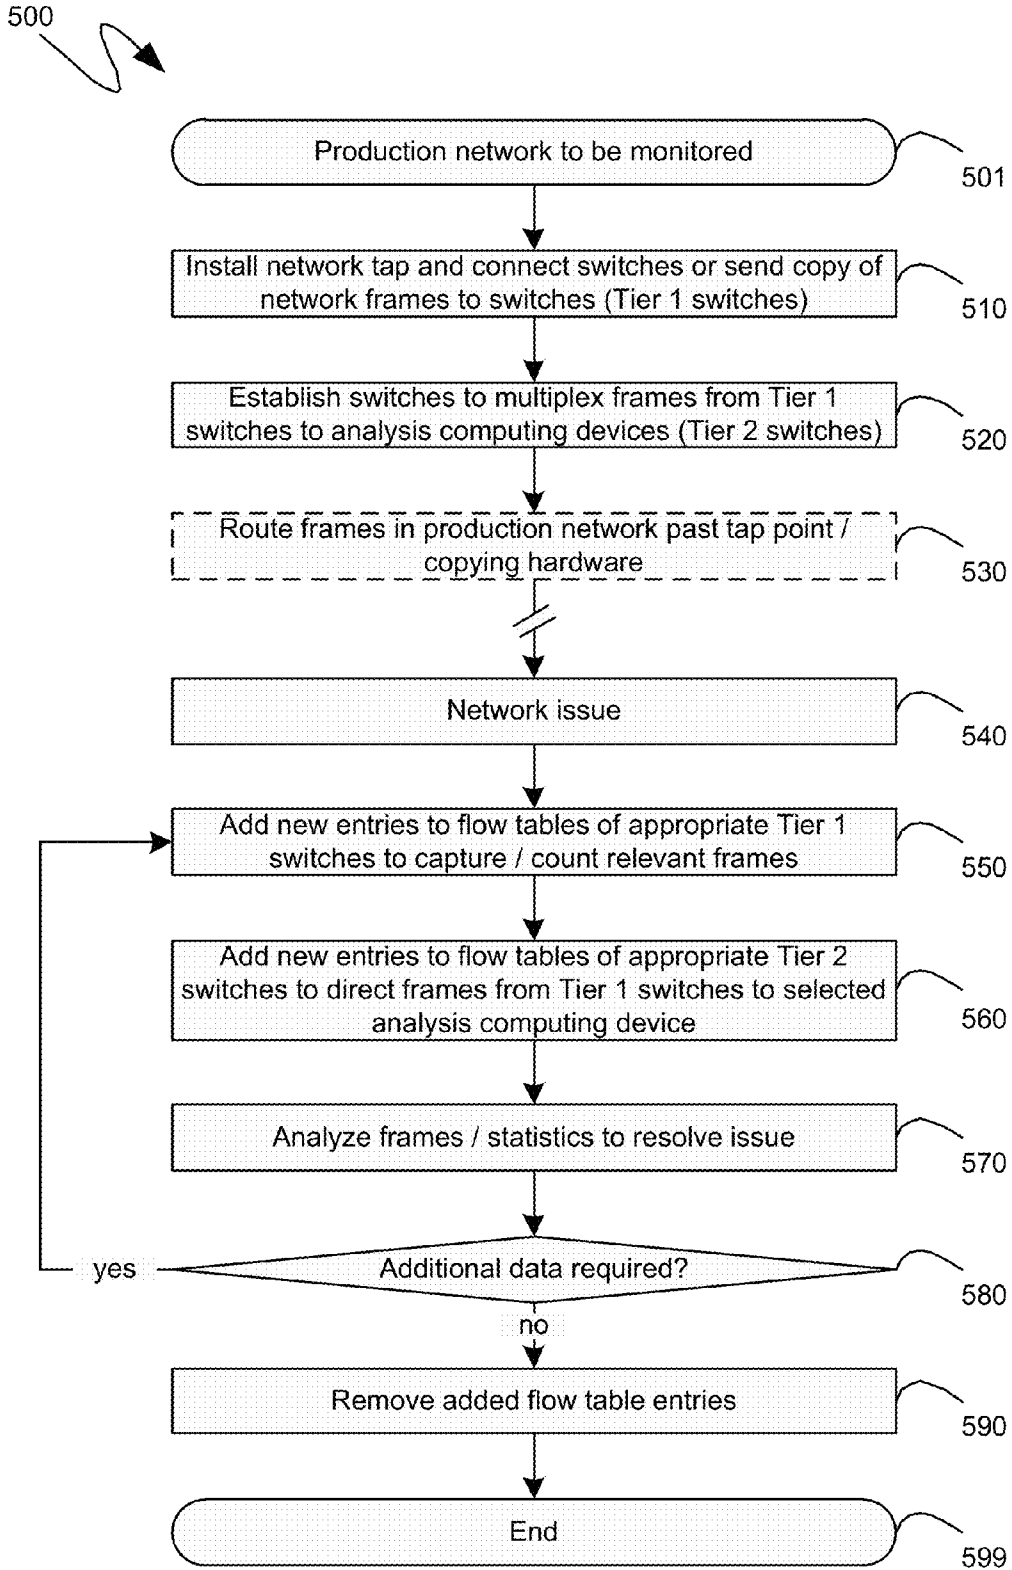 500
Production network to be monitored
501
Install network tap and connect switches or send copy of
network frames to switches (Tier 1 switches)
510
Establish switches to multiplex frames from Tier 1
switches to analysis computing devices (Tier 2 switches)
520
Route frames in production network past tap point /
copying hardware
530
Network issue
540
Add new entries to flow tables of appropriate Tier 1
switches to capture / count relevant frames
550
Add new entries to flow tables of appropriate Tier 2
switches to direct frames from Tier 1 switches to selected
analysis computing device
560
Analyze frames / statistics to resolve issue
570
yes
Additional data required?
580
no
Remove added flow table entries
590
End
599